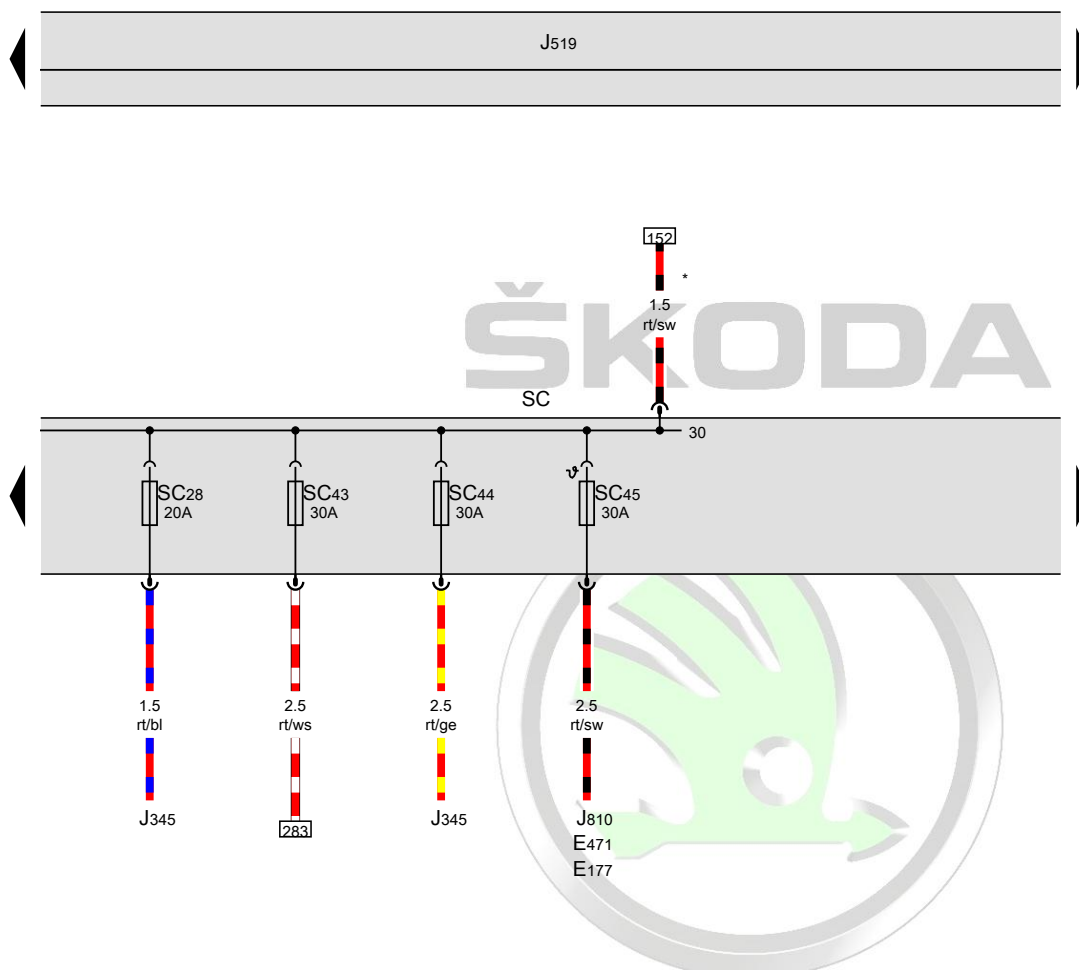 J519
152
*
1.5
rt/sw
ŠKODA
SC
30
SC28
20A
SC43
30A
SC44
30A
SC45
30A
1.5
rt/bl
2.5
rt/ws
2.5
rt/ge
2.5
rt/sw
J345
283
J345
J810
E471
E177